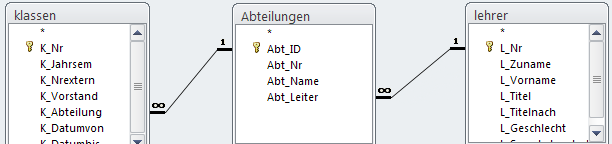 klassen
*
K_Nr
K_Jahrsem
K_Nrextern
K_Vorstand
K_Abteilung
K_Datumvon
1
∞
Abteilungen
*
Abt_ID
Abt_Nr
Abt_Name
Abt_Leiter
1
∞
lehrer
*
L_Nr
L_Zuname
L_Vorname
L_Titel
L_Titelnach
L_Geschlecht